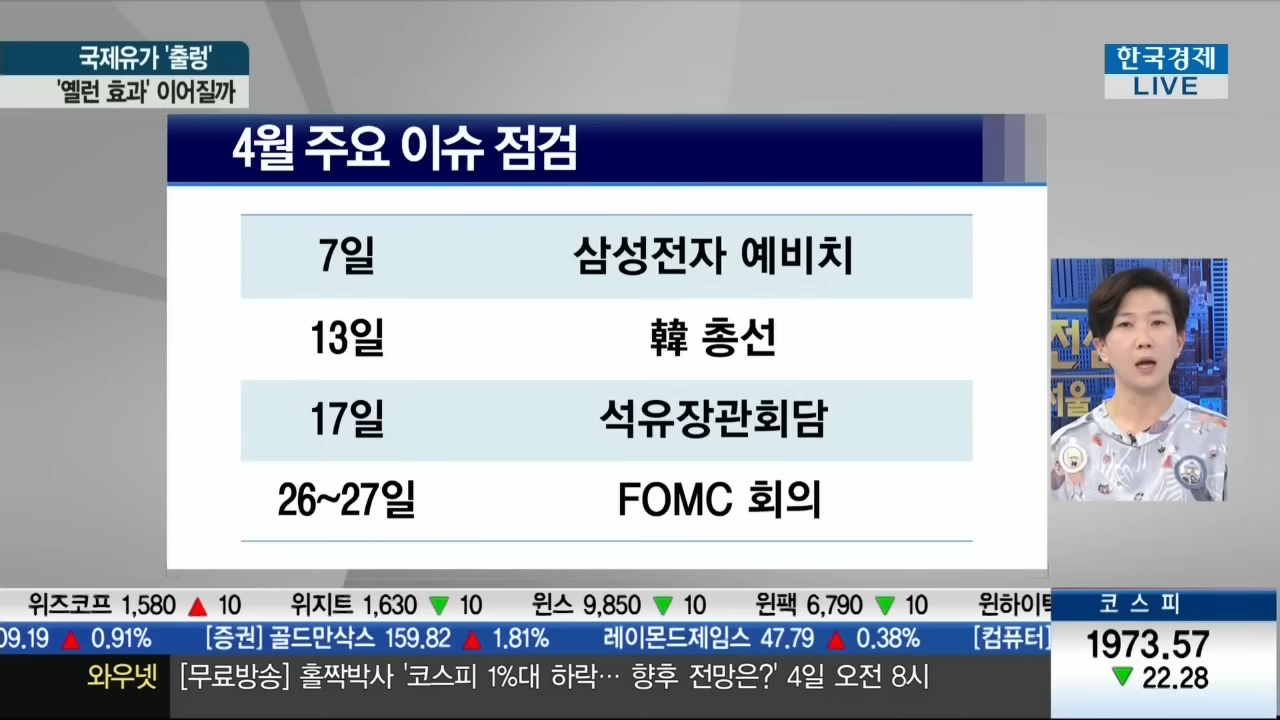 국제유가 '출렁'
'옐런 효과' 이어질까
한국경제
LIVE
4월 주요 이슈 점검
7일 삼성전자 예비치
13일 韓 총선
17일 석유장관회담
26~27일 FOMC 회의
위즈코프 1,580 ▲ 10 위지트 1,630 ▼ 10 윈스 9,850 ▼ 10 윈팩 6,790 ▼ 10 윈하이텍
09.19 ▲ 0.91% [증권] 골드만삭스 159.82 ▲ 1.81% 레이몬드제임스 47.79 ▲ 0.38% [컴퓨터]
와우넷 [무료방송] 홀짝박사 '코스피 1%대 하락... 향후 전망은?' 4일 오전 8시
코스피
1973.57
▼ 22.28